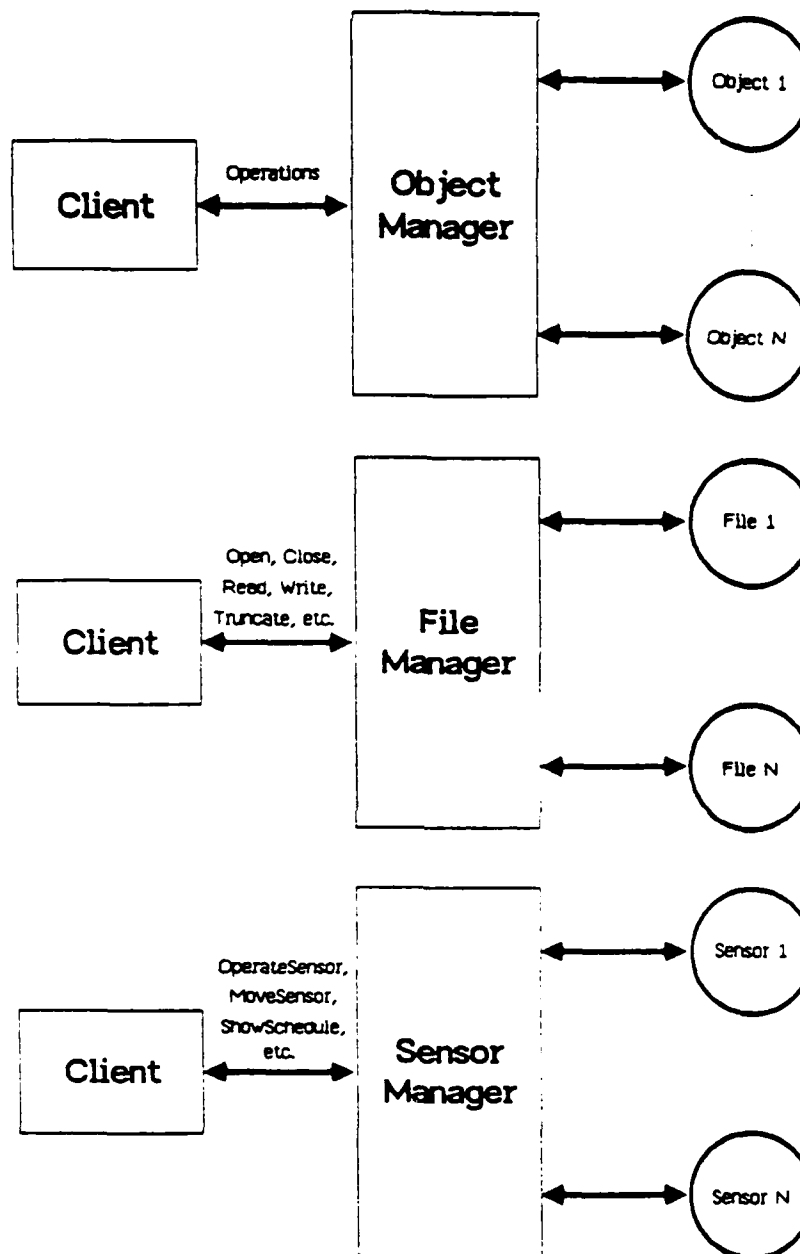 Object 1
Operations
Client
Object
Manager
Object N
File 1
Open, Close,
Read, Write,
Truncate, etc.
Client
File
Manager
File N
Sensor 1
OperateSensor,
MoveSensor,
ShowSchedule,
etc.
Client
Sensor
Manager
Sensor N